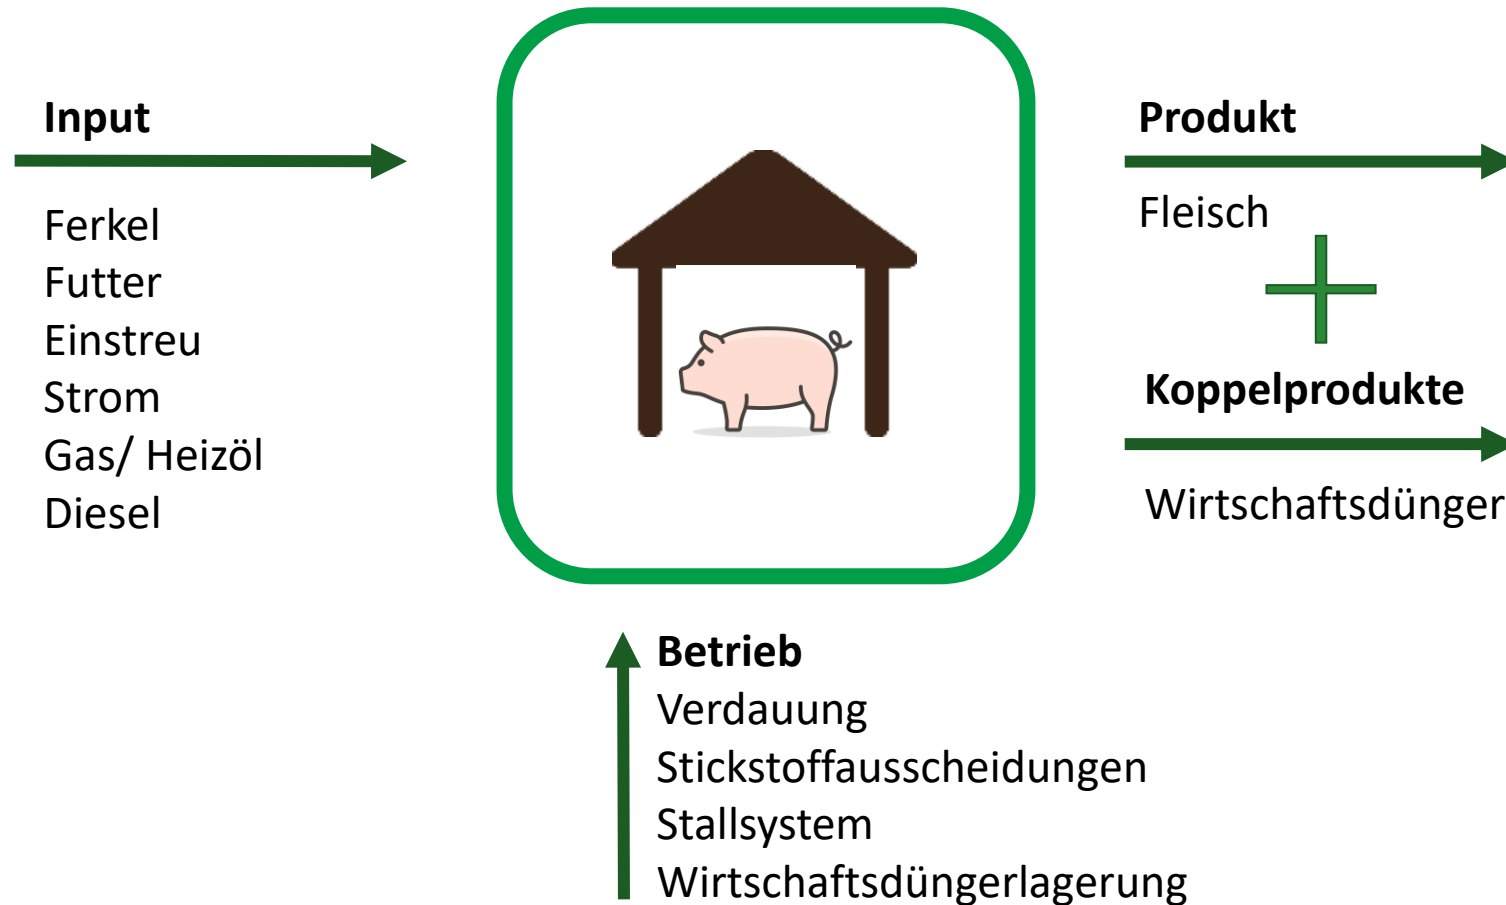 Input
Ferkel
Futter
Einstreu
Strom
Gas/ Heizöl
Diesel
Produkt
Fleisch
Koppelprodukte
Wirtschaftsdünger
Betrieb
Verdauung
Stickstoffausscheidungen
Stallsystem
Wirtschaftsdüngerlagerung